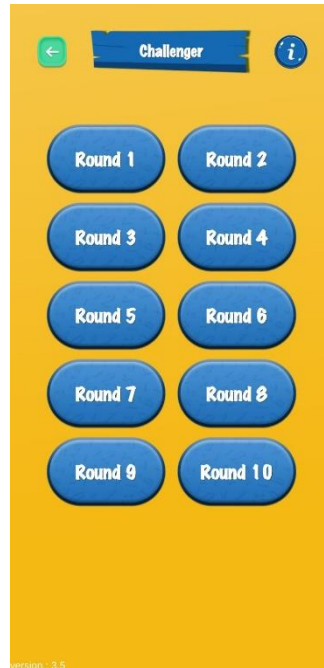 Challenger
i
Round 1 Round 2
Round 3 Round 4
Round 5 Round 6
Round 7 Round 8
Round 9 Round 10
version : 3.5